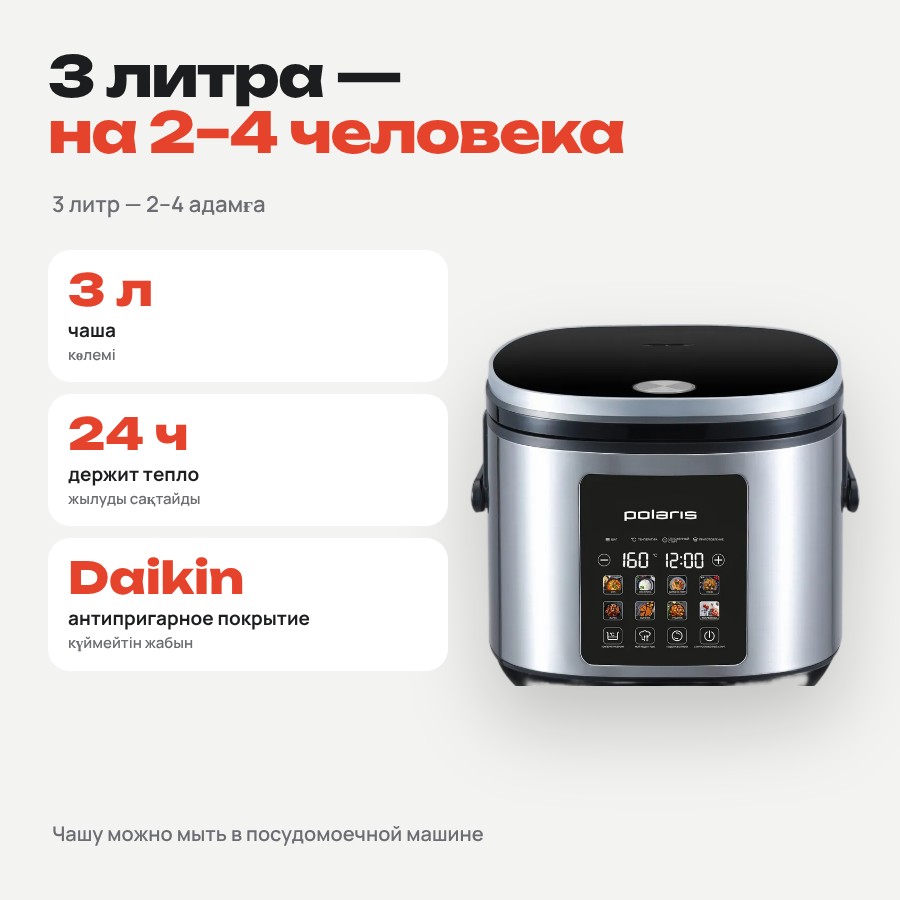 3 литра —
на 2–4 человека
3 литр — 2–4 адамға
3 л
чаша
көлемі
24 ч
держит тепло
жылуды сақтайды
Daikin
антипригарное покрытие
күймейтін жабын
polaris
160 °C 12:00
Чашу можно мыть в посудомоечной машине